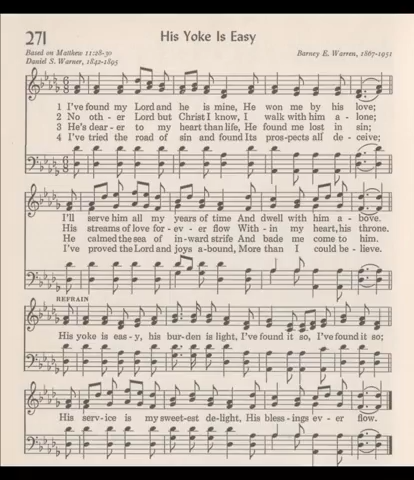 271
His Yoke Is Easy
Based on Matthew 11:28-30
Daniel S. Warner, 1842-1895
Barney E. Warren, 1867-1951
1 I've found my Lord and he is mine, He won me by his love;
2 No oth-er Lord but Christ I know, I walk with him a-lone;
3 He's dear-er to my heart than life, He found me lost in sin;
4 I've tried the road of sin and found Its pros-pects all de-ceive;
I'll serve him all my years of time And dwell with him a-bove.
His streams of love for-ev-er flow With-in my heart, his throne.
He calmed the sea of in-ward strife And bade me come to him.
I've proved the Lord and joys a-bound, More than I could be-lieve.
REFRAIN
His yoke is eas-y, his bur-den is light, I've found it so, I've found it so;
His serv-ice is my sweet-est de-light, His bless-ings ev-er flow.